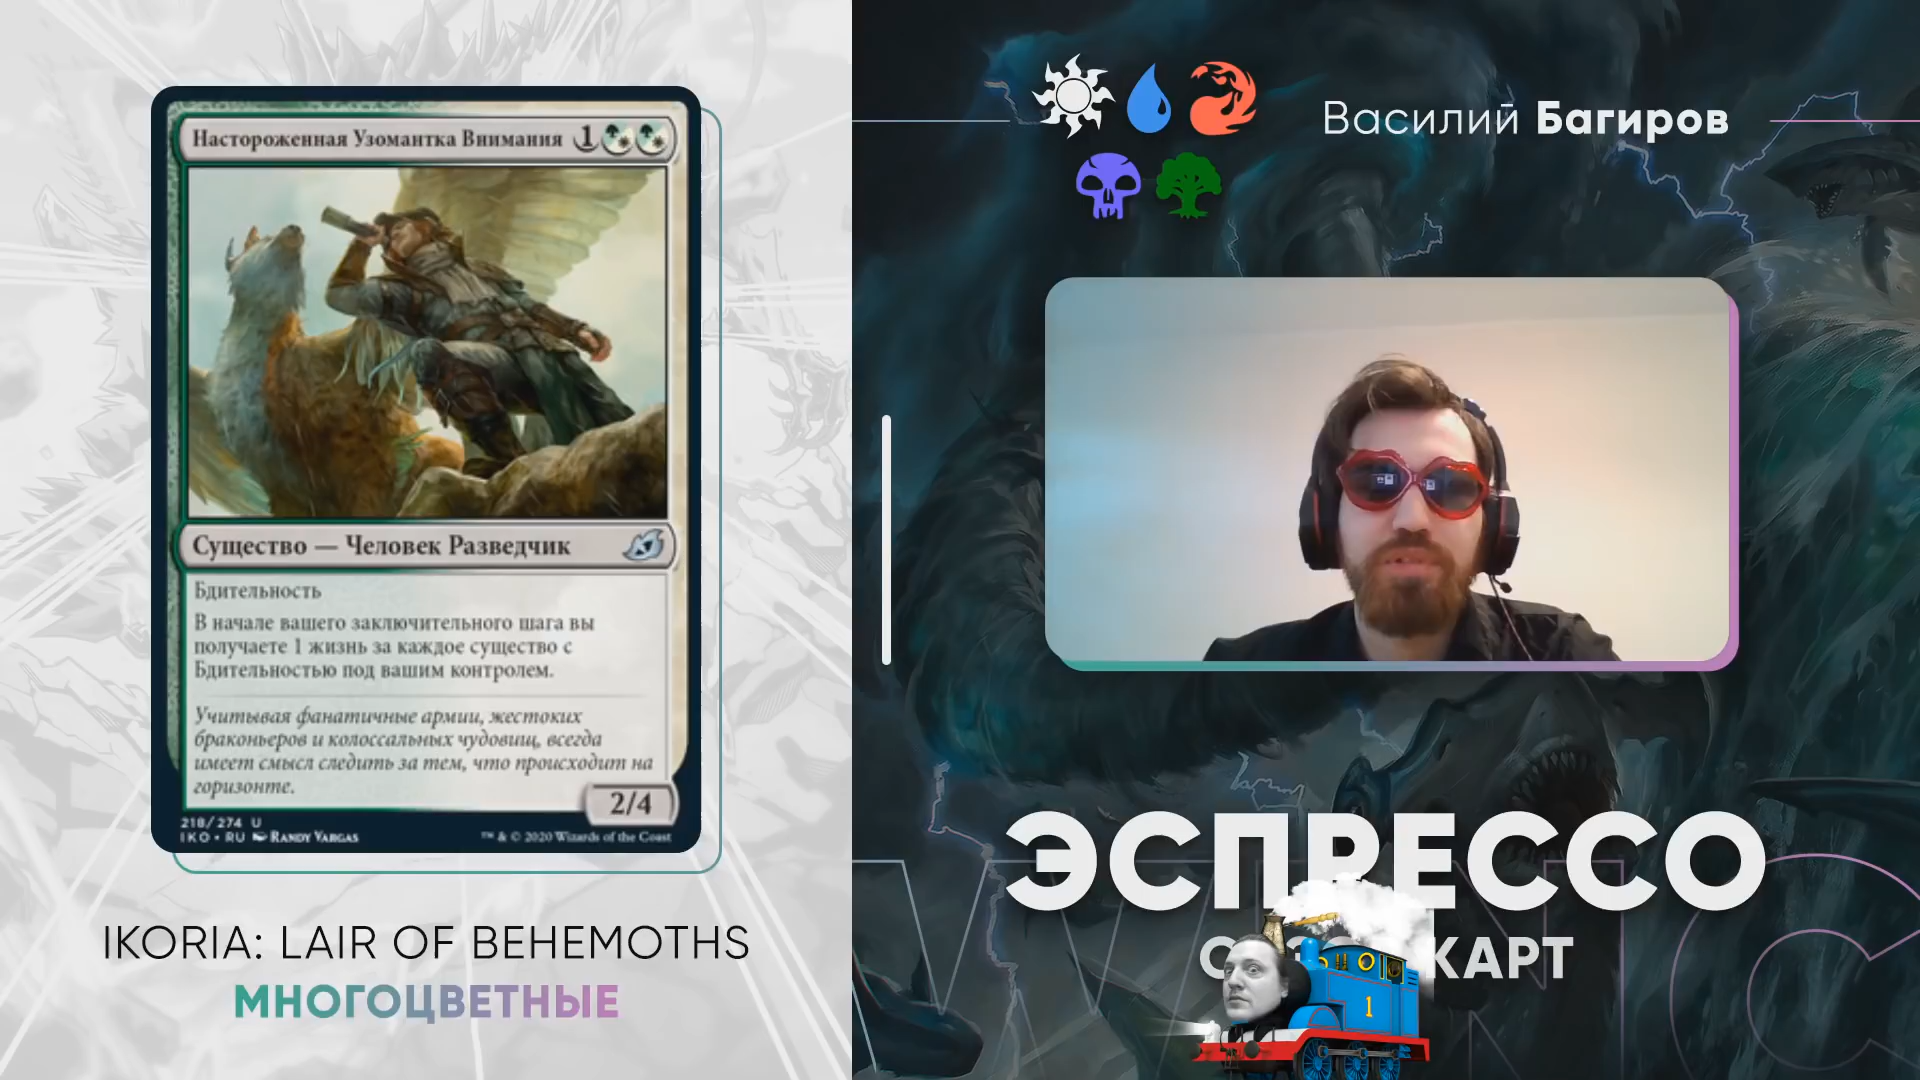 Настороженная Узомантка Внимания 1
Существо — Человек Разведчик
Бдительность
В начале вашего заключительного шага вы
получаете 1 жизнь за каждое существо с
Бдительностью под вашим контролем.
Учитывая фанатичные армии, жестоких
браконьеров и колоссальных чудовищ, всегда
имеет смысл следить за тем, что происходит на
горизонте.
2/4
218/274 U
IKO • RU Randy Vargas
™ & © 2020 Wizards of the Coast
IKORIA: LAIR OF BEHEMOTHS
МНОГОЦВЕТНЫЕ
Василий Багиров
ЭСПРЕССО
КАРТ
1